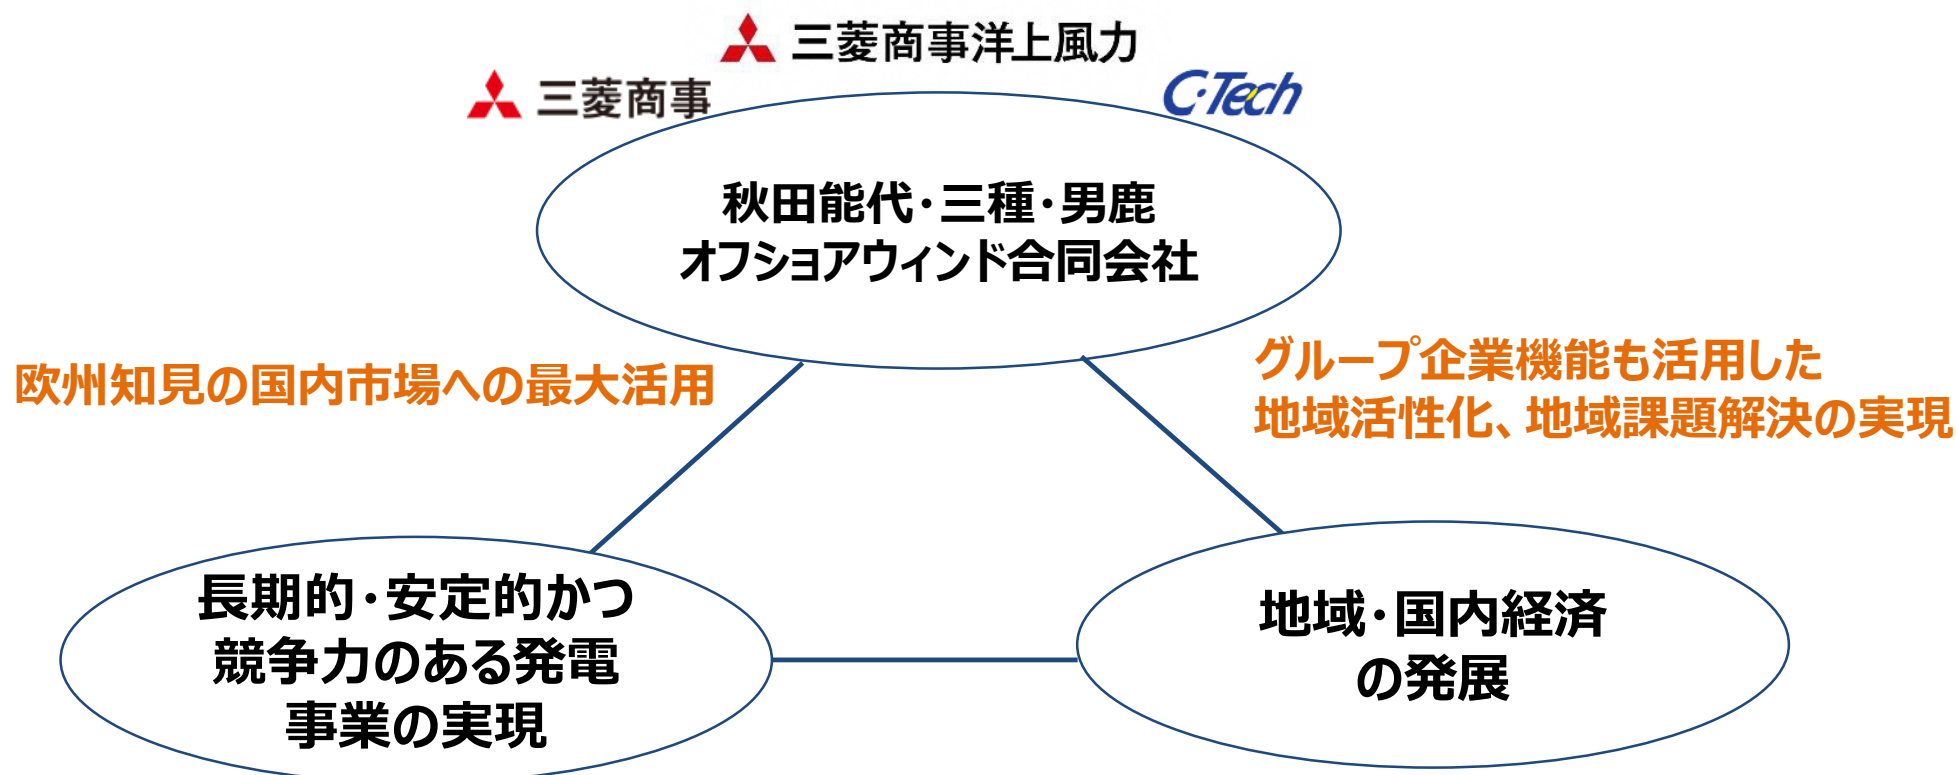 三菱商事洋上風力
三菱商事
C-Tech
秋田能代・三種・男鹿
オフショアウィンド合同会社
欧州知見の国内市場への最大活用
グループ企業機能も活用した
地域活性化、地域課題解決の実現
長期的・安定的かつ
競争力のある発電
事業の実現
地域・国内経済
の発展